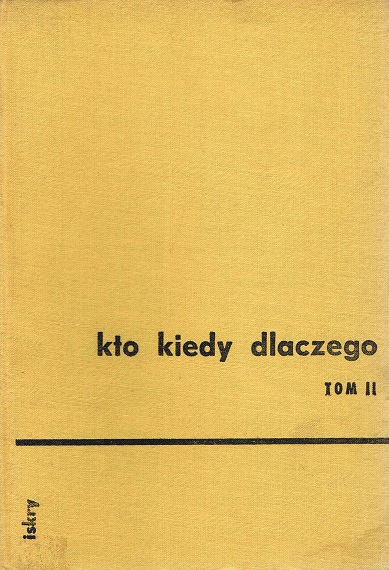 kto kiedy dlaczego
TOM II
iskry